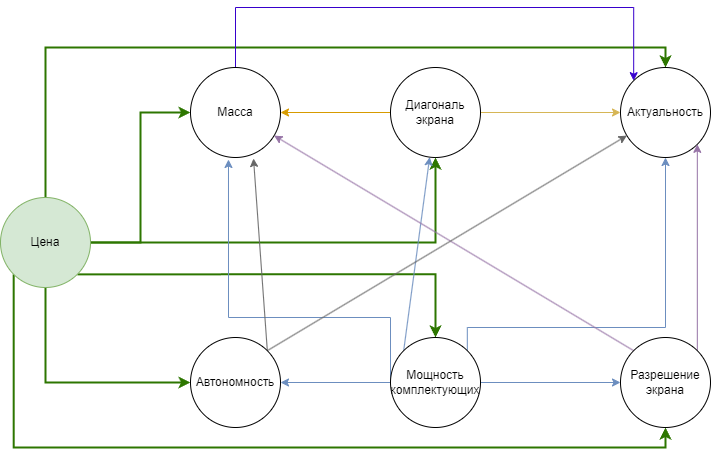 Масса
Диагональ
экрана
Актуальность
Цена
Автономность
Мощность
комплектующих
Разрешение
экрана